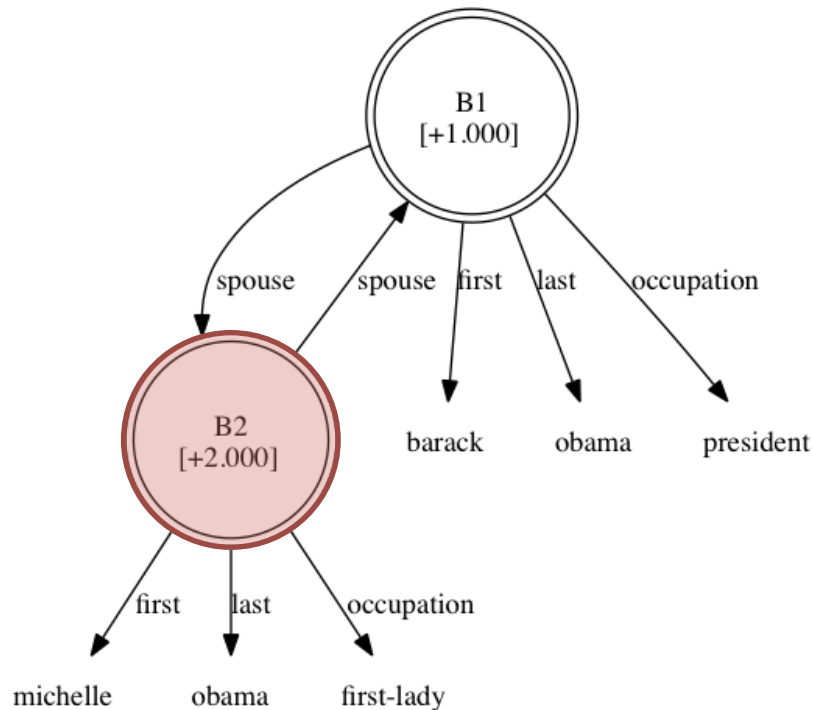 B1
[+1.000]
spouse
spouse
first
last
occupation
B2
[+2.000]
barack
obama
president
first
last
occupation
michelle
obama
first-lady